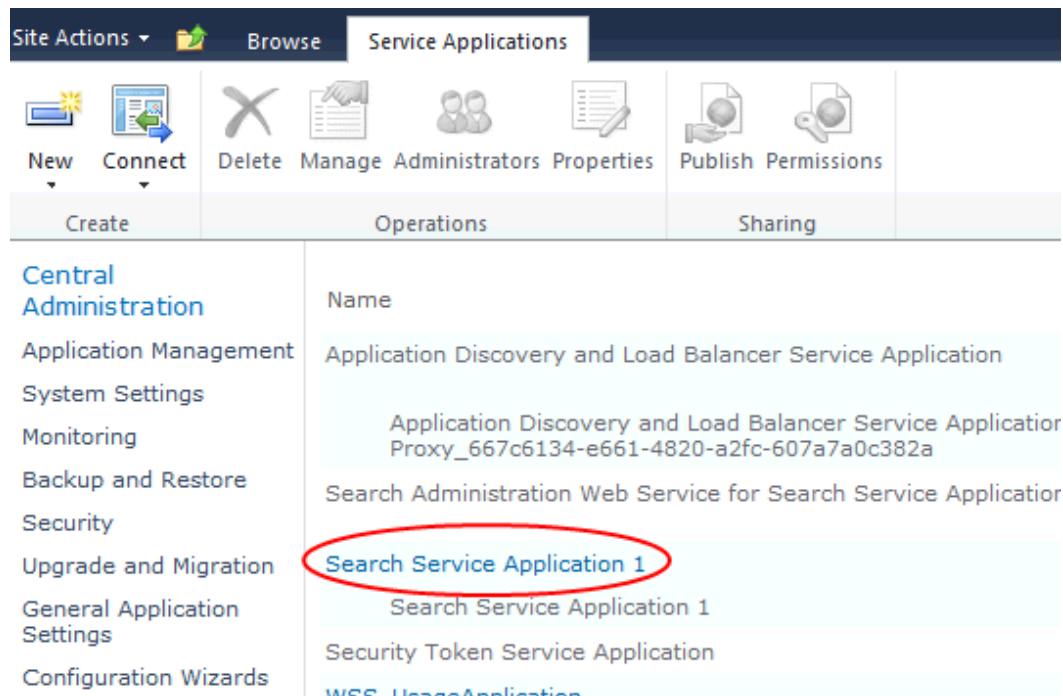 Site Actions Browse Service Applications
New Connect Delete Manage Administrators Properties Publish Permissions
Create Operations Sharing
Central
Administration
Application Management
System Settings
Monitoring
Backup and Restore
Security
Upgrade and Migration
General Application
Settings
Configuration Wizards
Name
Application Discovery and Load Balancer Service Application
Application Discovery and Load Balancer Service Application
Proxy_667c6134-e661-4820-a2fc-607a7a0c382a
Search Administration Web Service for Search Service Application
Search Service Application 1
Search Service Application 1
Security Token Service Application
WSS_UsageApplication